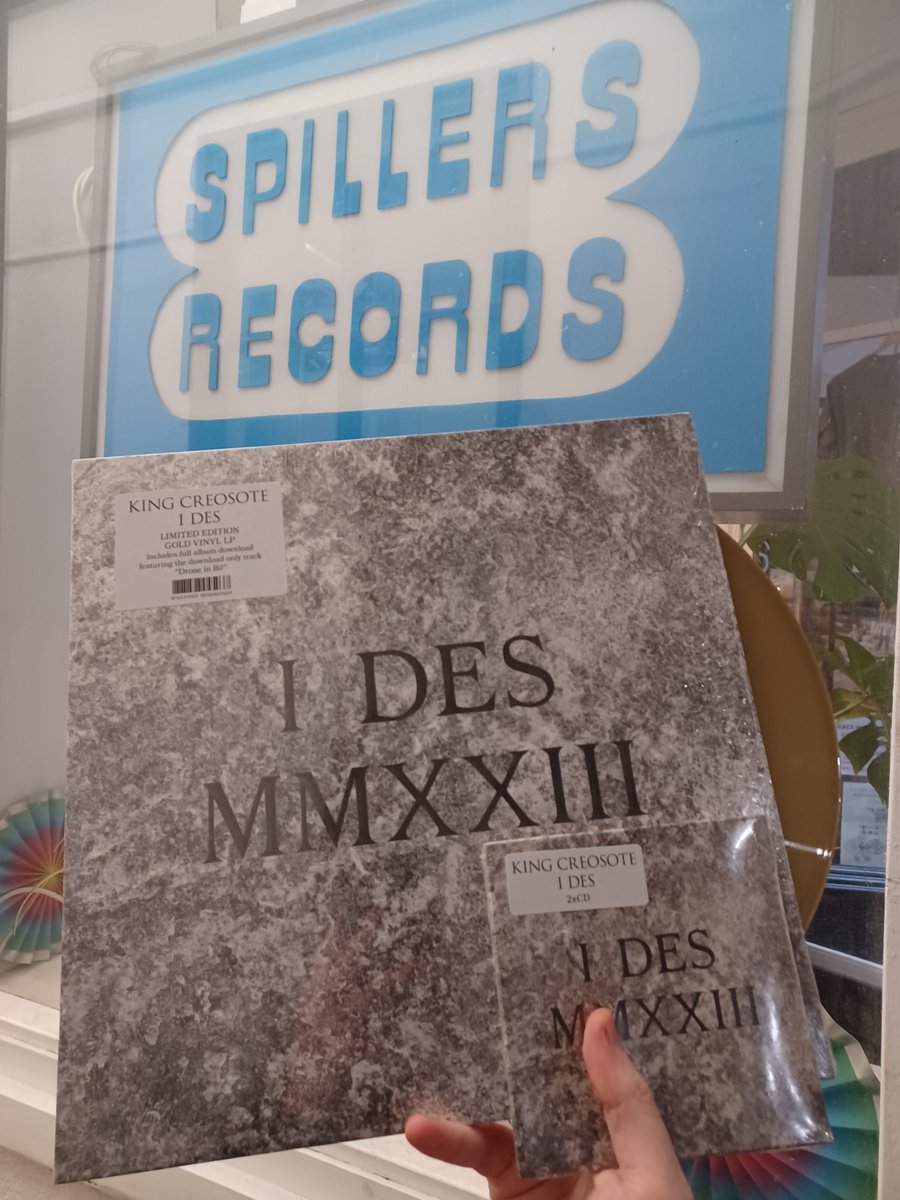 SPILLERS
RECORDS
KING CREOSOTE
I DES
LIMITED EDITION
GOLD VINYL LP
includes full album download
featuring the download only track
"Drone in B#"
I DES
MMXXIII
KING CREOSOTE
I DES
2xCD
I DES
MMXXIII